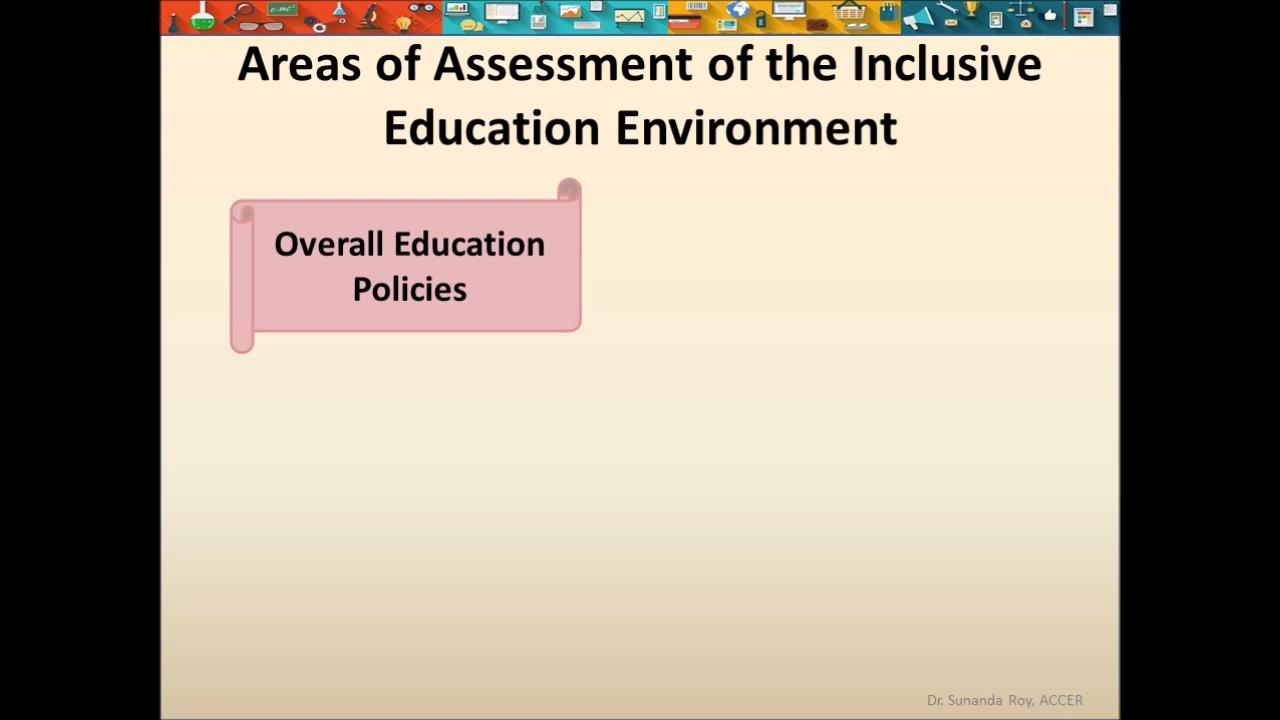 Areas of Assessment of the Inclusive
Education Environment
Overall Education
Policies
Dr. Sunanda Roy, ACCER